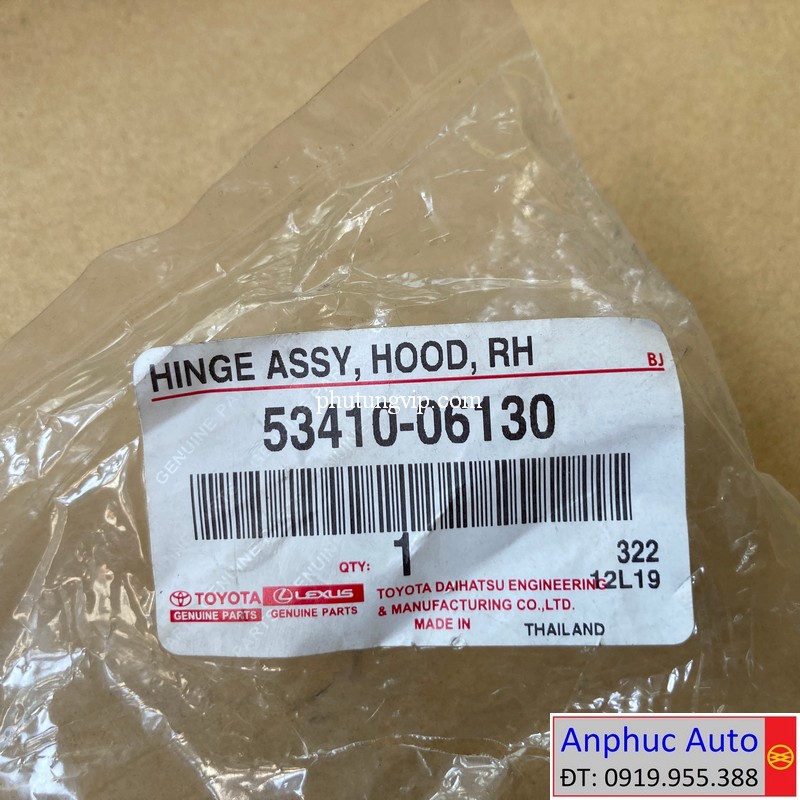 HINGE ASSY, HOOD, RH
BJ
phutungvip.com
53410-06130
QTY: 1
322
12L19
TOYOTA
GENUINE PARTS
LEXUS
GENUINE PARTS
TOYOTA DAIHATSU ENGINEERING
& MANUFACTURING CO.,LTD.
MADE IN THAILAND
Anphuc Auto
ĐT: 0919.955.388